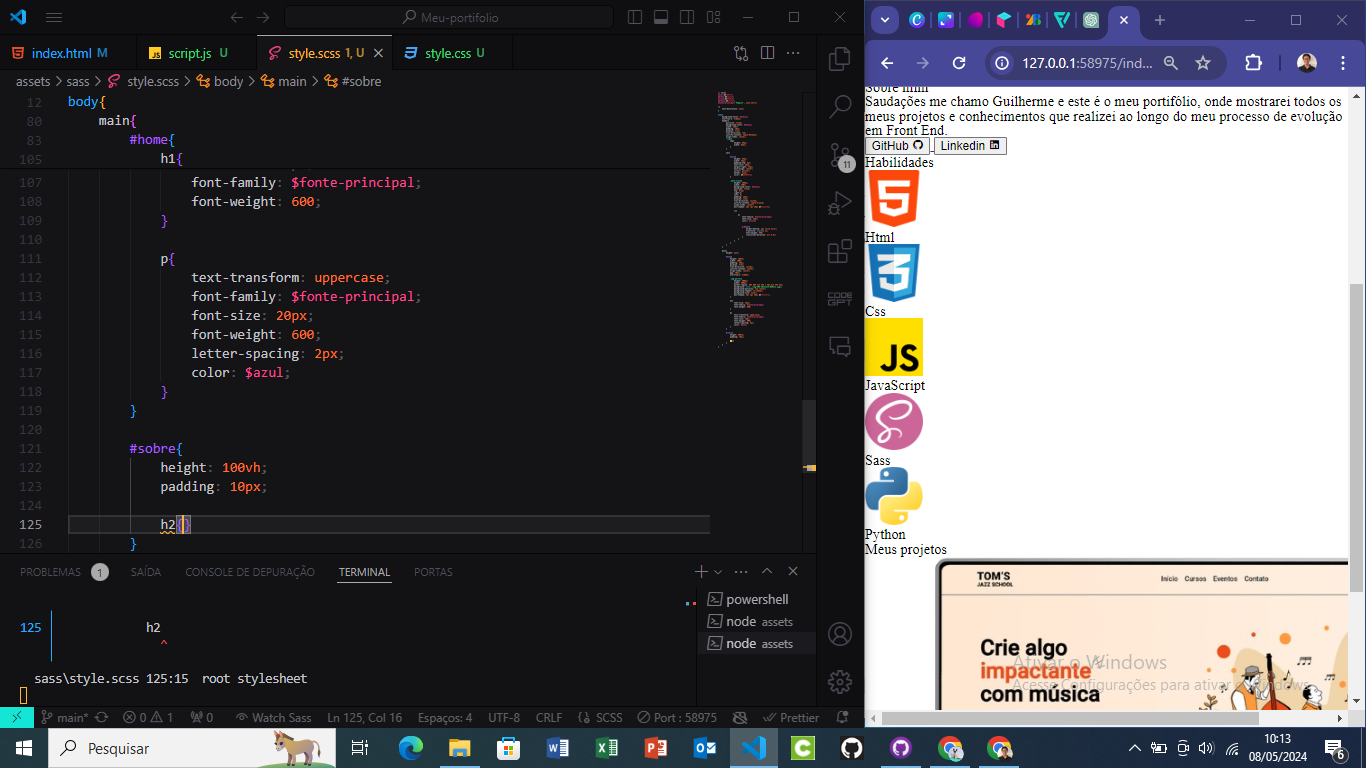 Meu-portifolio
index.html M
script.js U
style.scss 1, U
style.css U
assets > sass > style.scss > body > main > #sobre
12 body{
80 main{
83 #home{
105 h1{
107 font-family: $fonte-principal;
108 font-weight: 600;
109 }
110
111 p{
112 text-transform: uppercase;
113 font-family: $fonte-principal;
114 font-size: 20px;
115 font-weight: 600;
116 letter-spacing: 2px;
117 color: $azul;
118 }
119 }
120
121 #sobre{
122 height: 100vh;
123 padding: 10px;
124
125 h2{}
126 }
PROBLEMAS 1 SAÍDA CONSOLE DE DEPURAÇÃO TERMINAL PORTAS
125 h2
^
sass\style.scss 125:15 root stylesheet
powershell
node assets
node assets
CODE
GPT
11
main* 0 1 0 Watch Sass Ln 125, Col 16 Espaços: 4 UTF-8 CRLF SCSS Port : 58975 Prettier
127.0.0.1:58975/ind...
Sobre mim
Saudações me chamo Guilherme e este é o meu portifólio, onde mostrarei todos os
meus projetos e conhecimentos que realizei ao longo do meu processo de evolução
em Front End.
GitHub Linkedin
Habilidades
Html
Css
JS
JavaScript
Sass
Python
Meus projetos
TOM'S
JAZZ SCHOOL
Início Cursos Eventos Contato
Crie algo
impactante
com música
Ativar o Windows
Acesse Configurações para ativar o Windows.
Pesquisar
10:13
08/05/2024
6